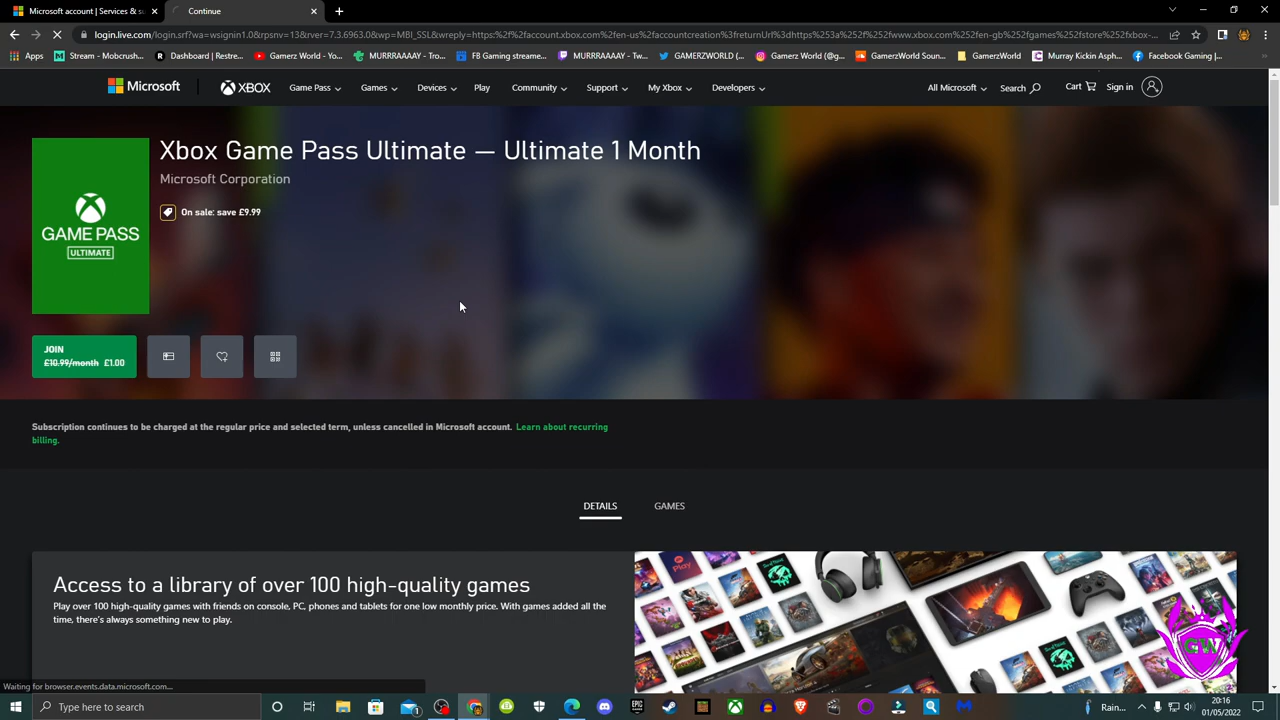 Microsoft account | Services & s
Continue
login.live.com/login.srf?wa=wsignin1.0&rpsnv=13&rver=7.3.6963.0&wp=MBI_SSL&wreply=https:%2f%2faccount.xbox.com%2fen-us%2faccountcreation%3freturnUrl%3dhttps%3a%252f%252fwww.xbox.com%252fen-gb%252fgames%252fstore%252fxbox-...
Apps
Stream - Mobcrush...
Dashboard | Restre...
Gamerz World - Yo...
MURRRAAAAY - Tro...
FB Gaming streame...
MURRRAAAAY - Tw...
GAMERZWORLD (...
Gamerz World (@g...
GamerzWorld Soun...
GamerzWorld
Murray Kickin Asph...
Facebook Gaming |...
Microsoft
XBOX
Game Pass
Games
Devices
Play
Community
Support
My Xbox
Developers
All Microsoft
Search
Cart
Sign in
Xbox Game Pass Ultimate — Ultimate 1 Month
Microsoft Corporation
On sale: save £9.99
GAME PASS
ULTIMATE
JOIN
£10.99/month £1.00
Subscription continues to be charged at the regular price and selected term, unless cancelled in Microsoft account. Learn about recurring
billing.
DETAILS
GAMES
Access to a library of over 100 high-quality games
Play over 100 high-quality games with friends on console, PC, phones and tablets for one low monthly price. With games added all the
time, there's always something new to play.
Waiting for browser.events.data.microsoft.com...
GW
Type here to search
Rain...
20:16
01/05/2022